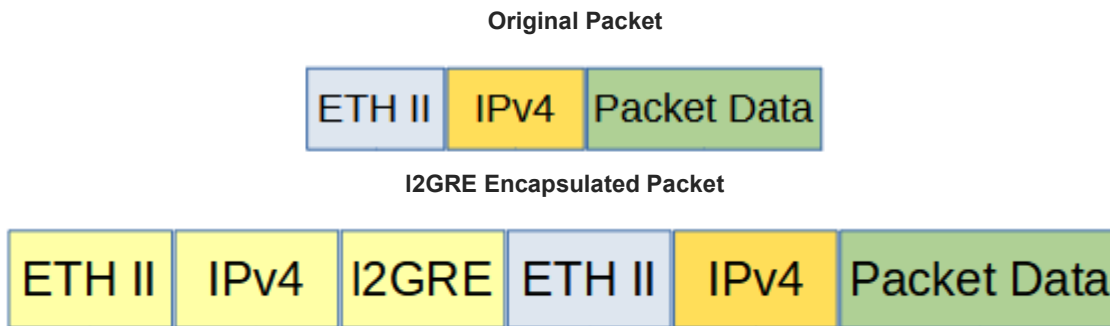 Original Packet
ETH II IPv4 Packet Data
l2GRE Encapsulated Packet
ETH II IPv4 l2GRE ETH II IPv4 Packet Data